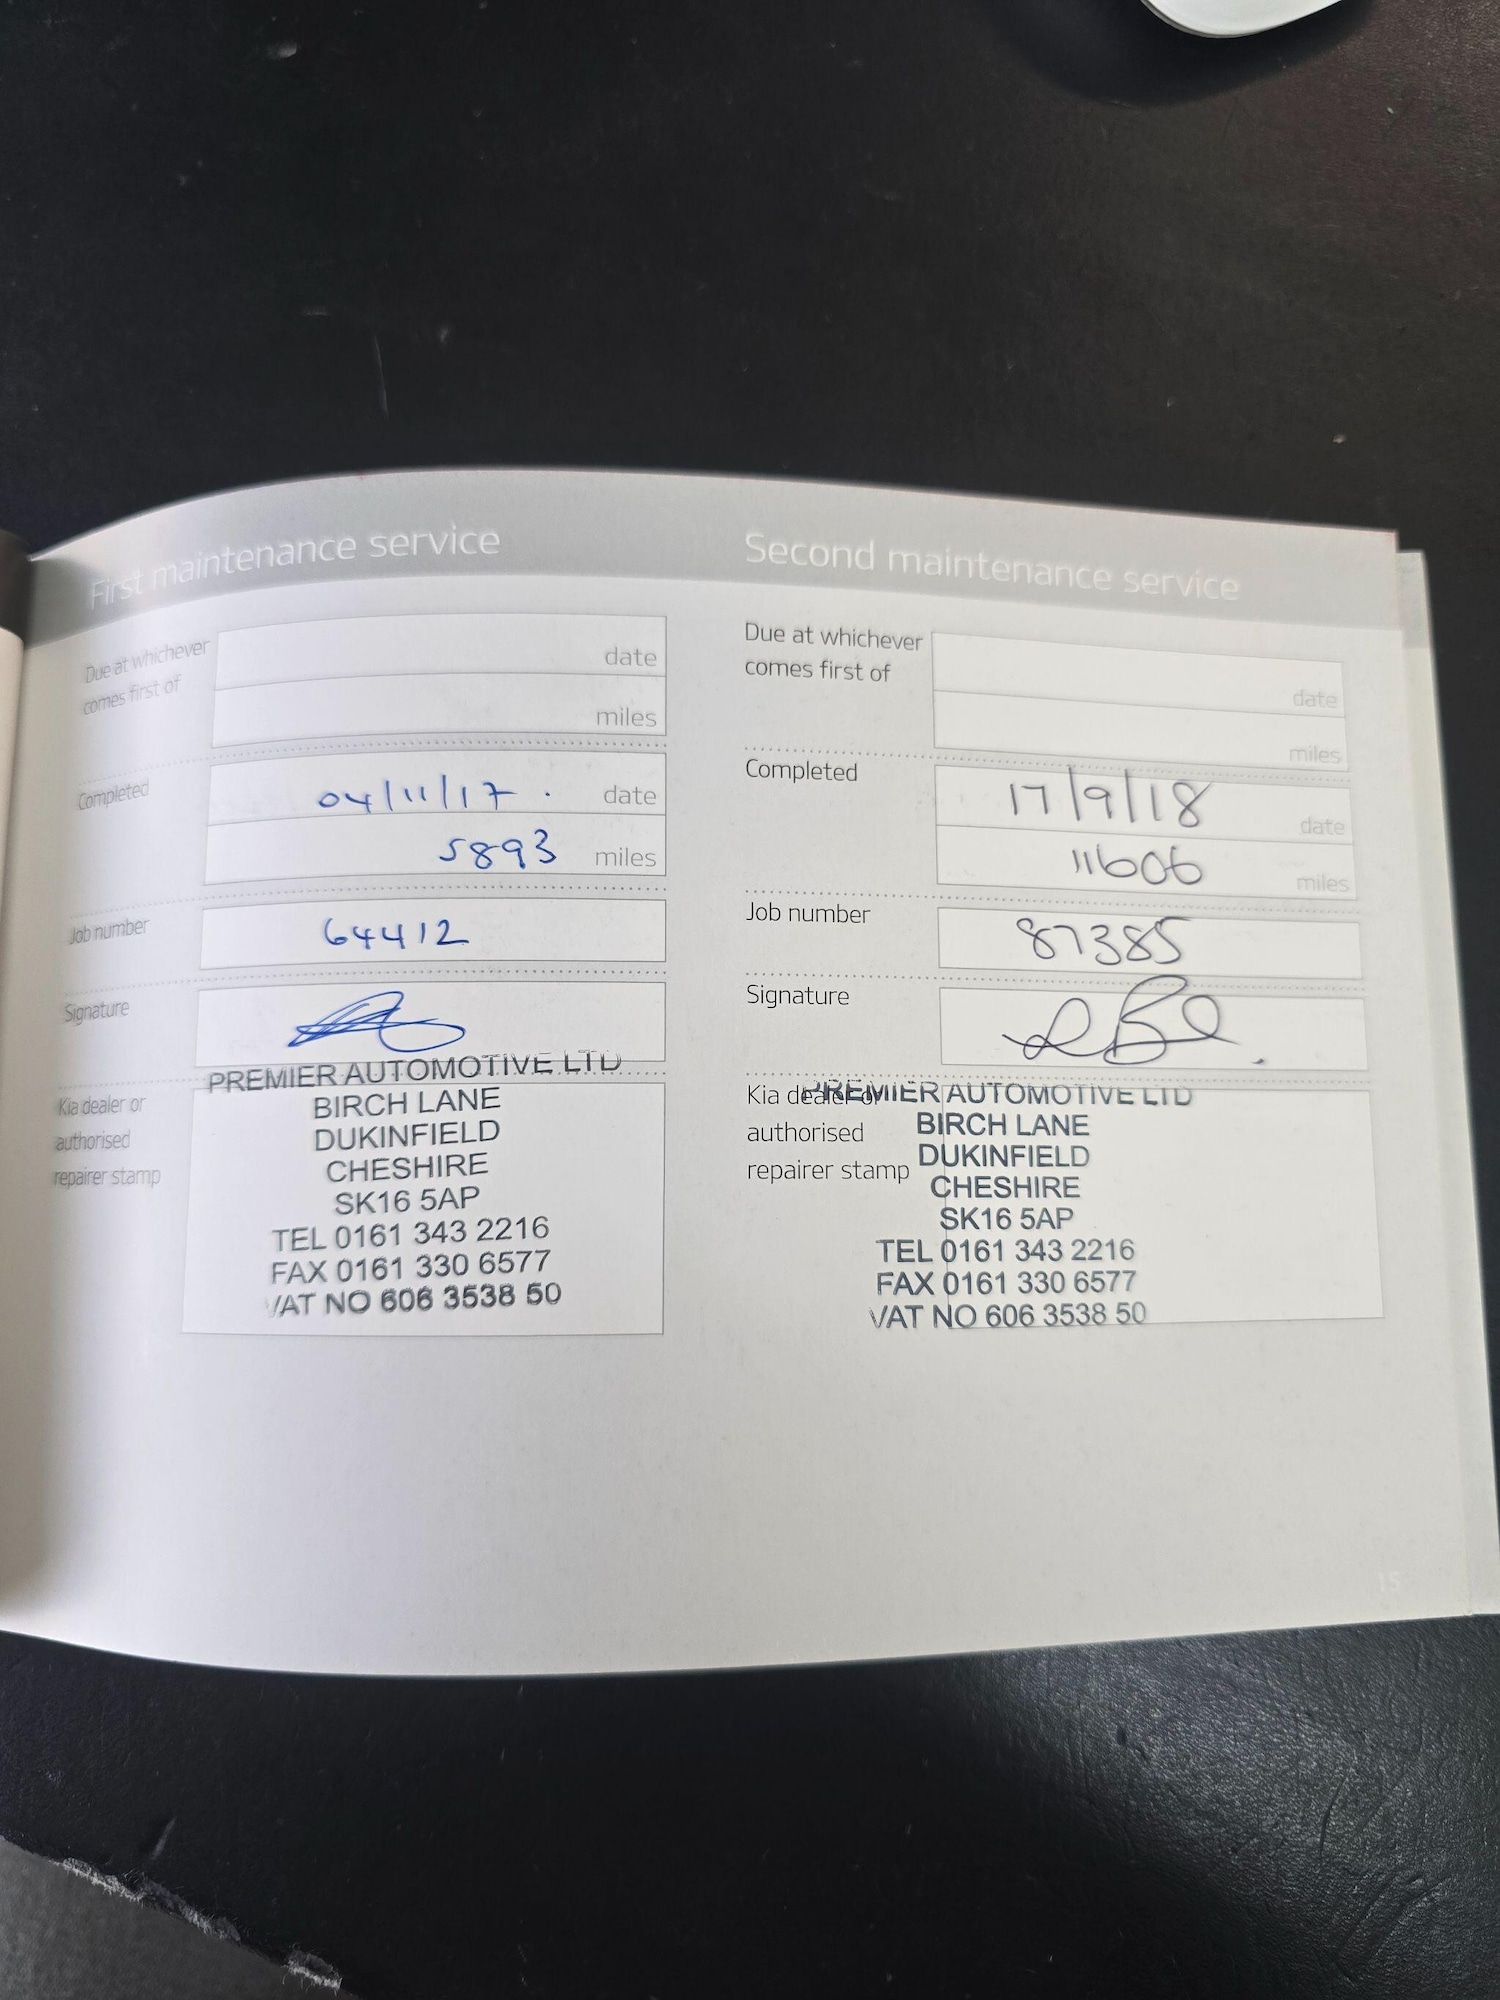 First maintenance service
Due at whichever
comes first of
date
miles
Completed
04/11/17 . date
5893 miles
Job number
64412
Signature
PREMIER AUTOMOTIVE LTD
Kia dealer or
authorised
repairer stamp
BIRCH LANE
DUKINFIELD
CHESHIRE
SK16 5AP
TEL 0161 343 2216
FAX 0161 330 6577
VAT NO 606 3538 50
Second maintenance service
Due at whichever
comes first of
date
miles
Completed
17/9/18 date
11606 miles
Job number
87385
Signature
Kia dealer or
authorised
repairer stamp
PREMIER AUTOMOTIVE LTD
BIRCH LANE
DUKINFIELD
CHESHIRE
SK16 5AP
TEL 0161 343 2216
FAX 0161 330 6577
VAT NO 606 3538 50
15